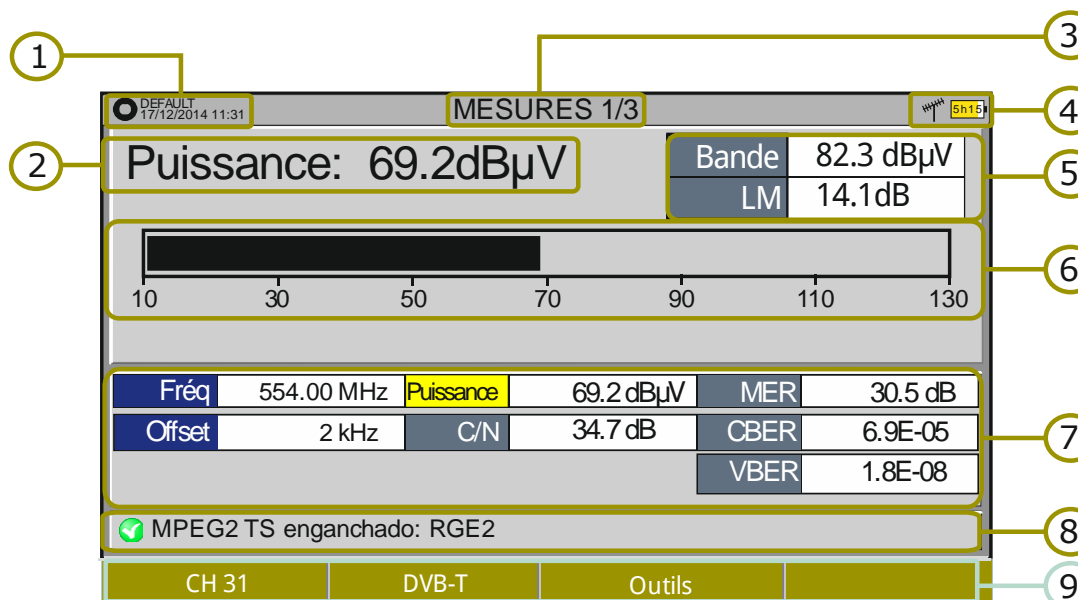 1
3
DEFAULT
17/12/2014 11:31
MESURES 1/3
5h15
4
2
Puissance: 69.2dBµV
Bande 82.3 dBµV
LM 14.1dB
5
6
10 30 50 70 90 110 130
Fréq 554.00 MHz Puissance 69.2 dBµV MER 30.5 dB
Offset 2 kHz C/N 34.7 dB CBER 6.9E-05
7
VBER 1.8E-08
MPEG2 TS enganchado: RGE2
8
CH 31 DVB-T Outils
9